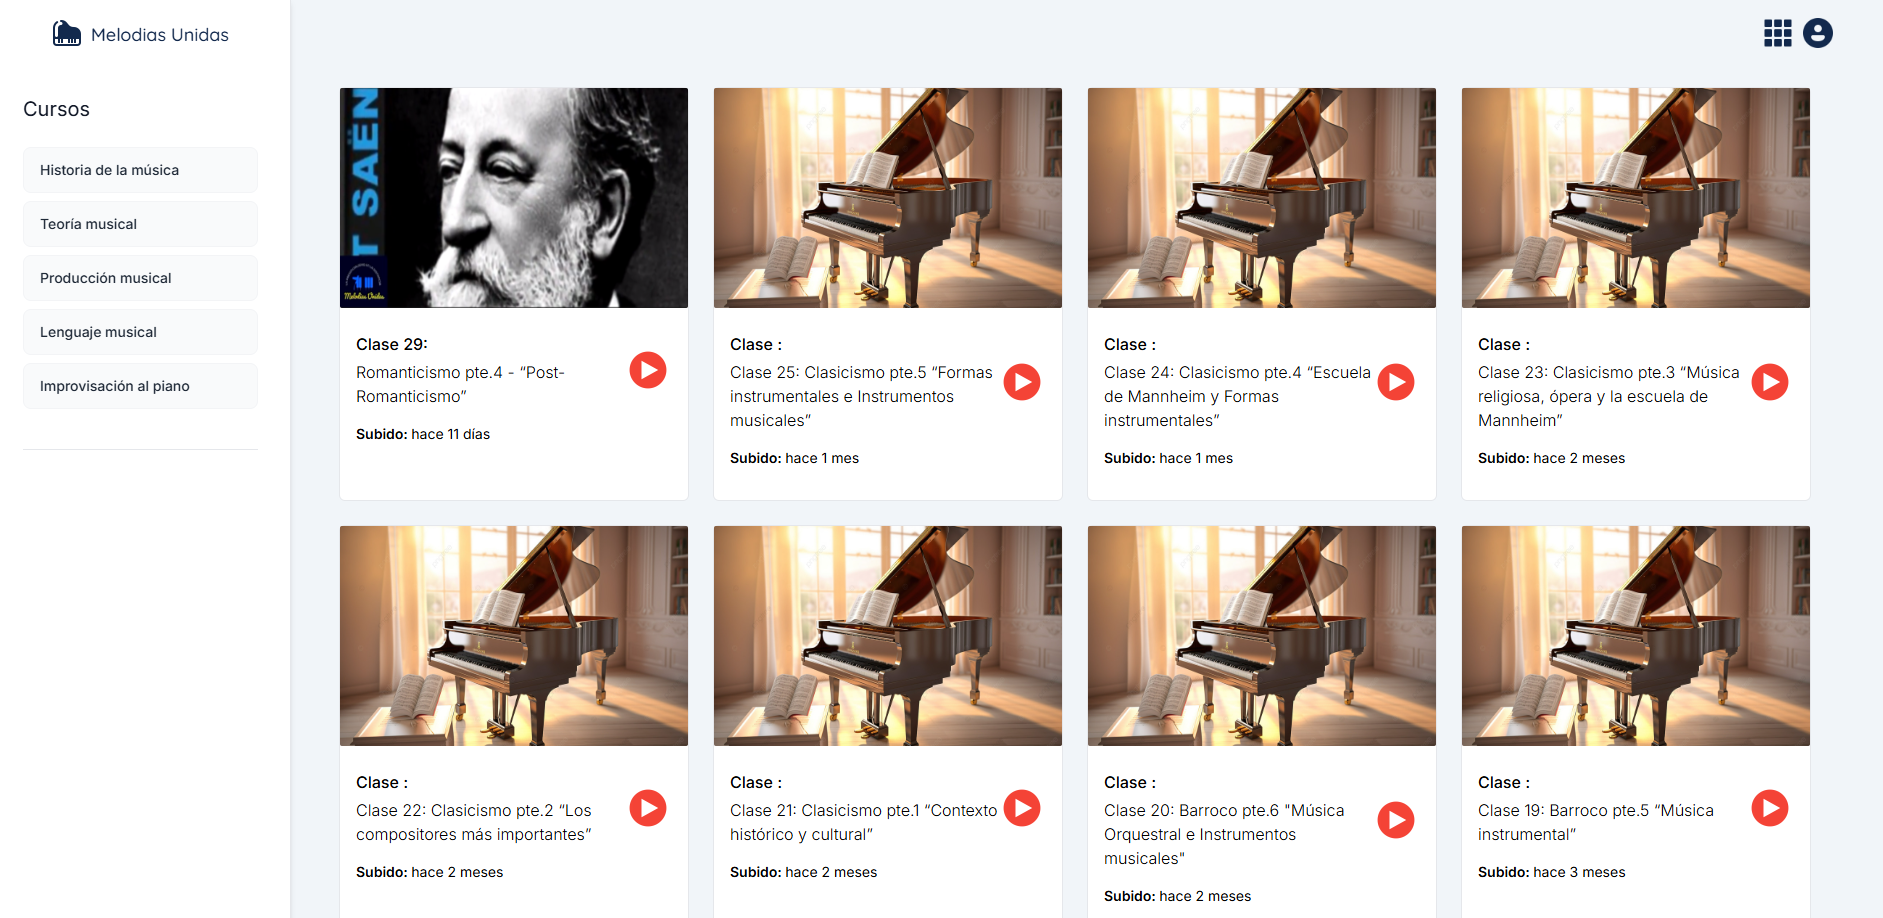 Melodias Unidas
Cursos
Historia de la música
Teoría musical
Producción musical
Lenguaje musical
Improvisación al piano
T SAËN
Melodias Unidas
Clase 29:
Romanticismo pte.4 - “Post-
Romanticismo”
Subido: hace 11 días
Clase :
Clase 25: Clasicismo pte.5 “Formas
instrumentales e Instrumentos
musicales”
Subido: hace 1 mes
Clase :
Clase 24: Clasicismo pte.4 “Escuela
de Mannheim y Formas
instrumentales”
Subido: hace 1 mes
Clase :
Clase 23: Clasicismo pte.3 “Música
religiosa, ópera y la escuela de
Mannheim”
Subido: hace 2 meses
Clase :
Clase 22: Clasicismo pte.2 “Los
compositores más importantes”
Subido: hace 2 meses
Clase :
Clase 21: Clasicismo pte.1 “Contexto
histórico y cultural”
Subido: hace 2 meses
Clase :
Clase 20: Barroco pte.6 "Música
Orquestral e Instrumentos
musicales"
Subido: hace 2 meses
Clase :
Clase 19: Barroco pte.5 “Música
instrumental”
Subido: hace 3 meses